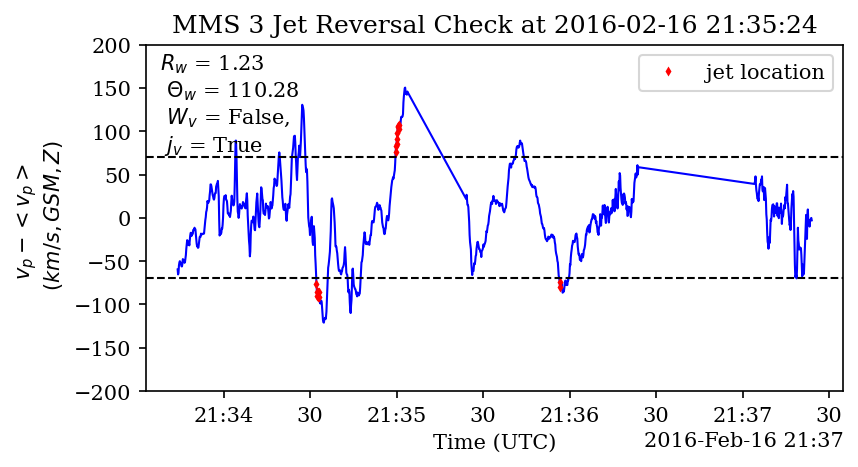 MMS 3 Jet Reversal Check at 2016-02-16 21:35:24
R_w = 1.23
Θ_w = 110.28
W_v = False,
j_v = True
jet location
200
150
100
50
0
−50
−100
−150
−200
v_p − < v_p >
(km/s, GSM, Z)
21:34 30 21:35 30 21:36 30 21:37 30
Time (UTC)
2016-Feb-16 21:37